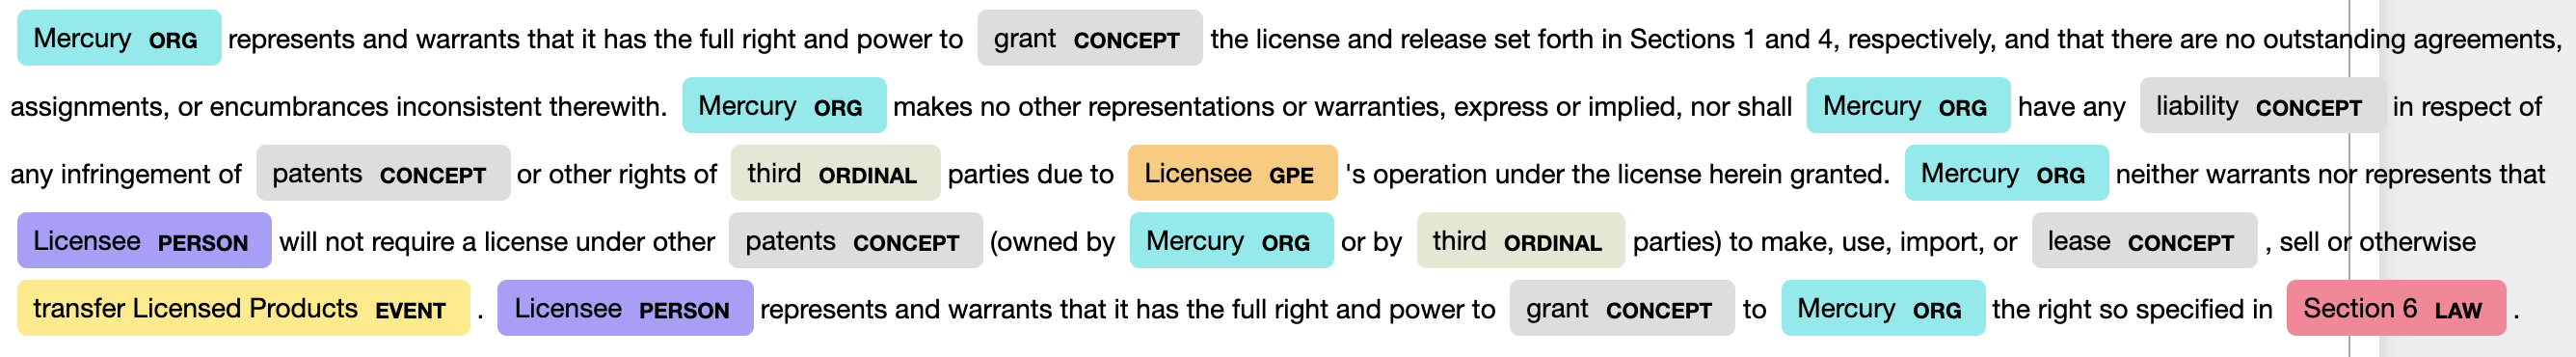 Mercury ORG represents and warrants that it has the full right and power to grant CONCEPT the license and release set forth in Sections 1 and 4, respectively, and that there are no outstanding agreements,
assignments, or encumbrances inconsistent therewith. Mercury ORG makes no other representations or warranties, express or implied, nor shall Mercury ORG have any liability CONCEPT in respect of
any infringement of patents CONCEPT or other rights of third ORDINAL parties due to Licensee GPE 's operation under the license herein granted. Mercury ORG neither warrants nor represents that
Licensee PERSON will not require a license under other patents CONCEPT (owned by Mercury ORG or by third ORDINAL parties) to make, use, import, or lease CONCEPT , sell or otherwise
transfer Licensed Products EVENT . Licensee PERSON represents and warrants that it has the full right and power to grant CONCEPT to Mercury ORG the right so specified in Section 6 LAW .